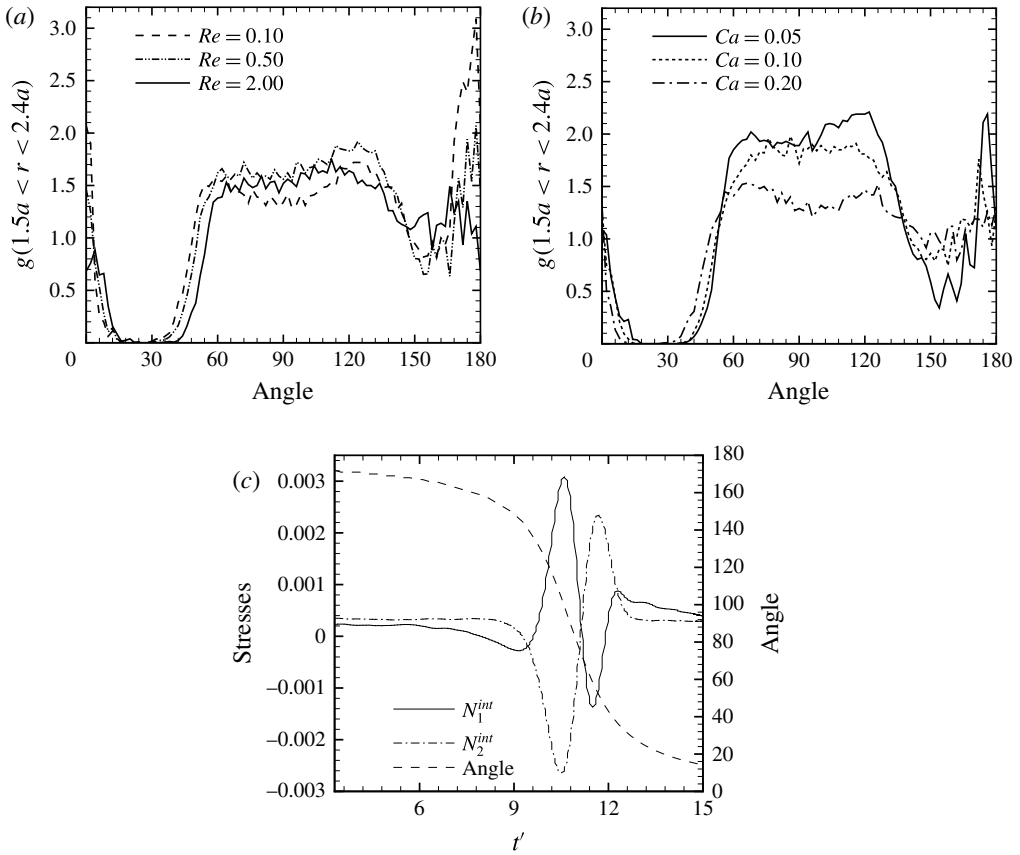 (a)
3.0
2.5
2.0
1.5
1.0
0.5
0
30
60
90
120
150
180
Angle
g(1.5a < r < 2.4a)
Re = 0.10
Re = 0.50
Re = 2.00
(b)
3.0
2.5
2.0
1.5
1.0
0.5
0
30
60
90
120
150
180
Angle
g(1.5a < r < 2.4a)
Ca = 0.05
Ca = 0.10
Ca = 0.20
(c)
0.003
0.002
0.001
0
−0.001
−0.002
−0.003
Stresses
N₁ⁱⁿᵗ
N₂ⁱⁿᵗ
Angle
6
9
12
15
t′
180
160
140
120
100
80
60
40
20
0
Angle